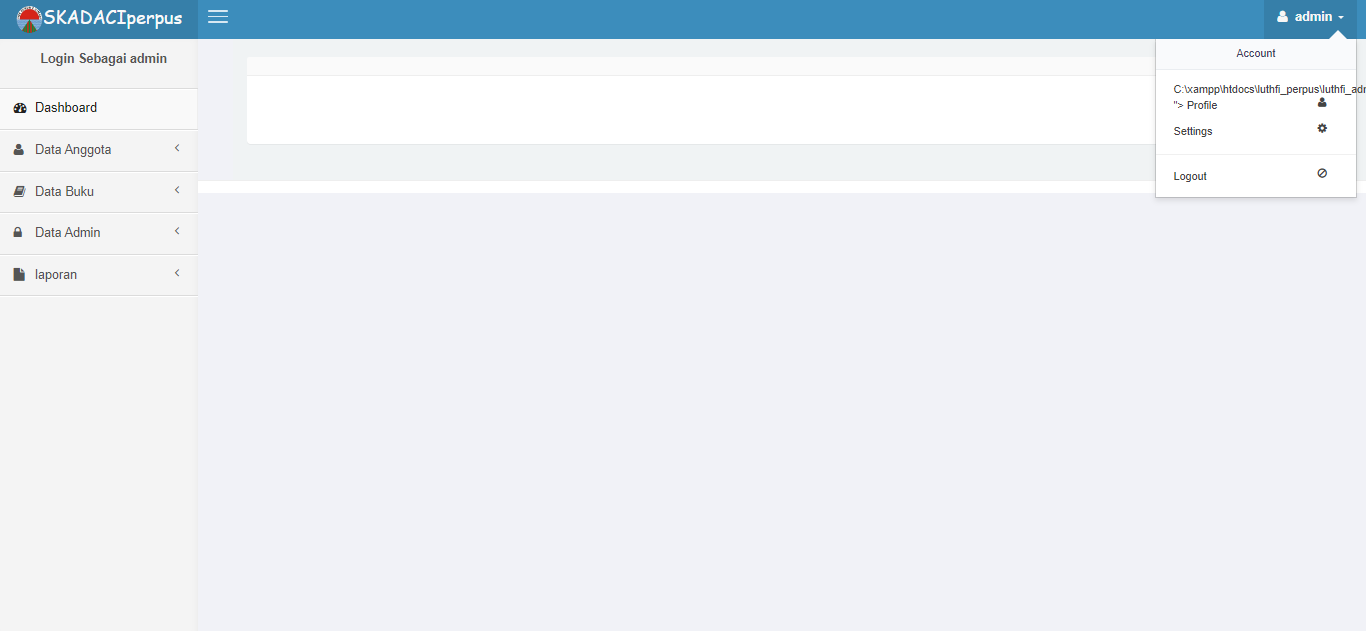 SKADACIperpus
admin
Login Sebagai admin
Dashboard
Data Anggota
Data Buku
Data Admin
laporan
Account
C:\xampp\htdocs\luthfi_perpus\luthfi_adr
"> Profile
Settings
Logout